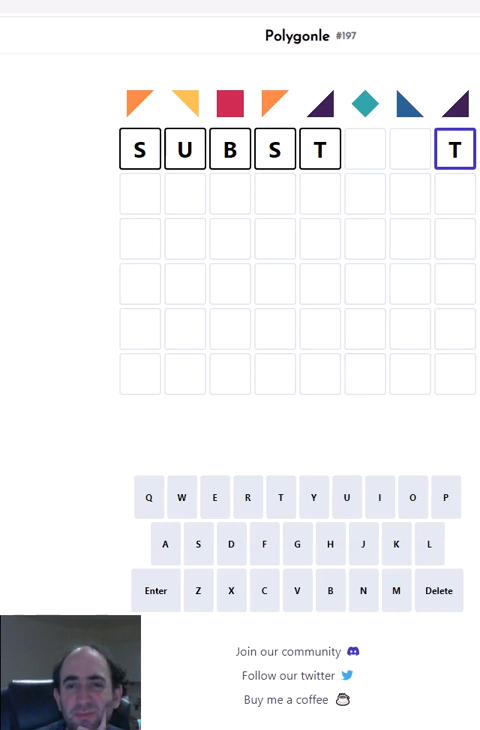 Polygonle #197
S U B S T T
Q W E R T Y U I O P
A S D F G H J K L
Enter Z X C V B N M Delete
Join our community
Follow our twitter
Buy me a coffee